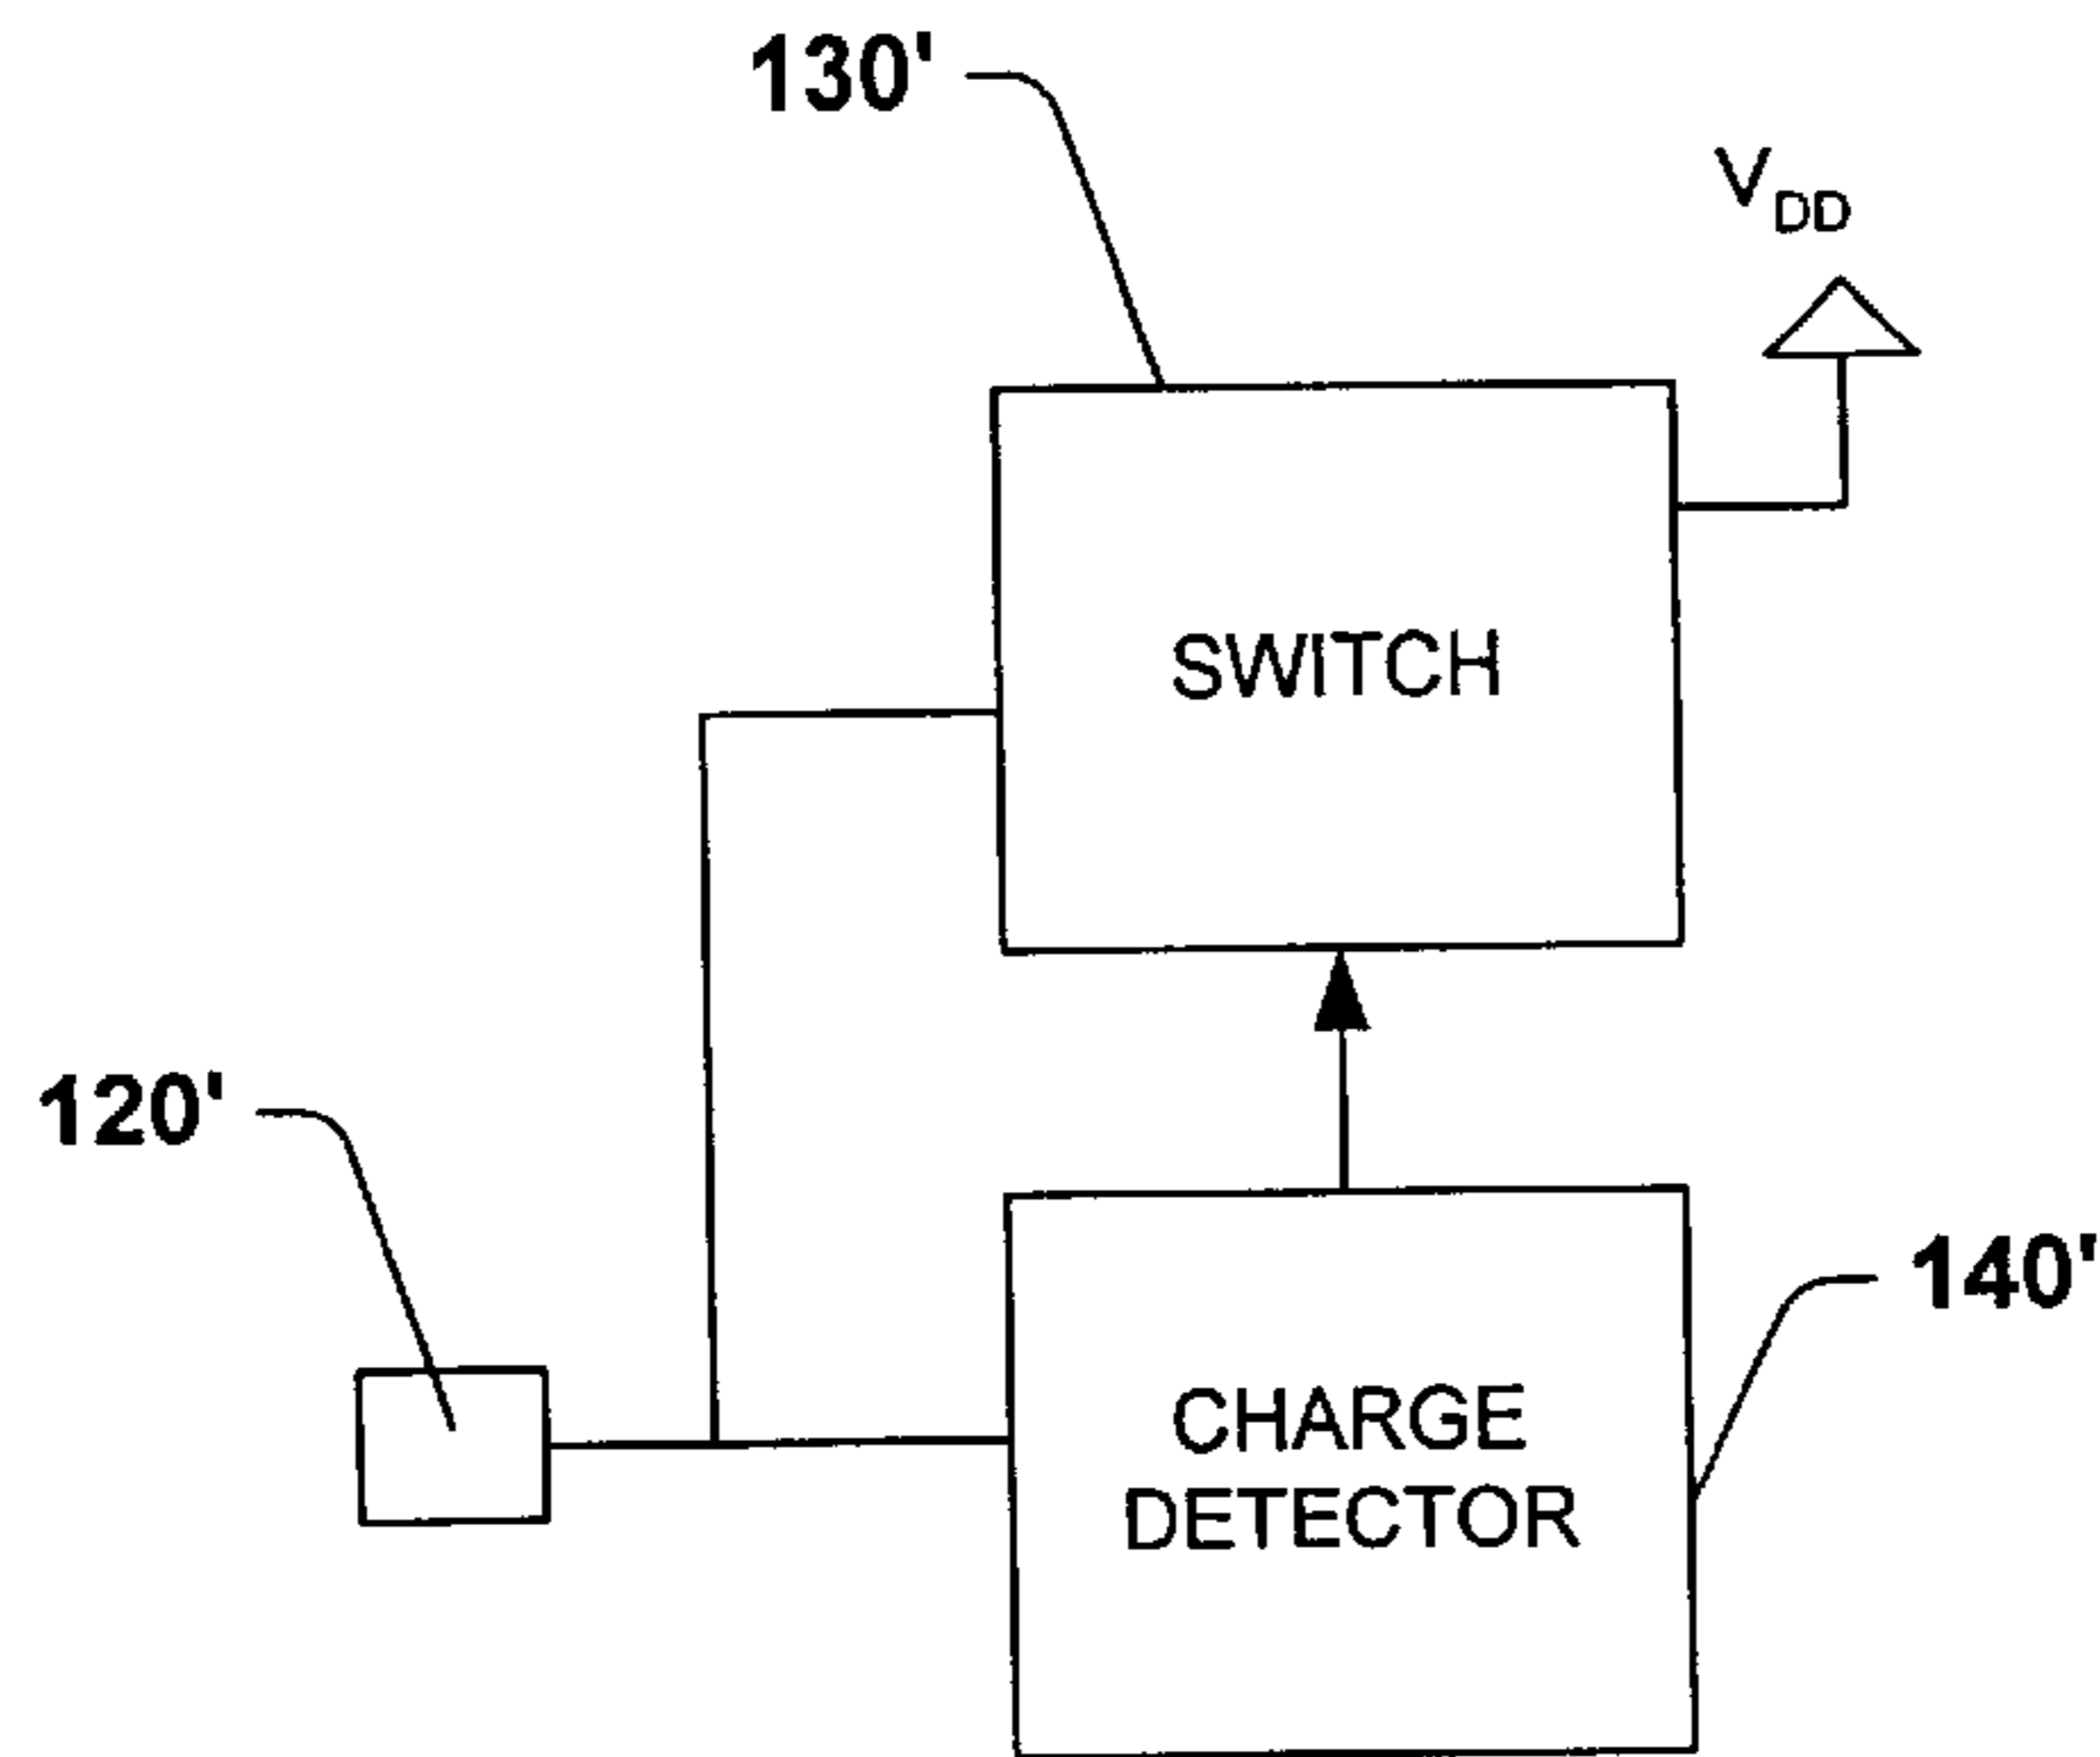 130'
VDD
SWITCH
120'
140'
CHARGE
DETECTOR